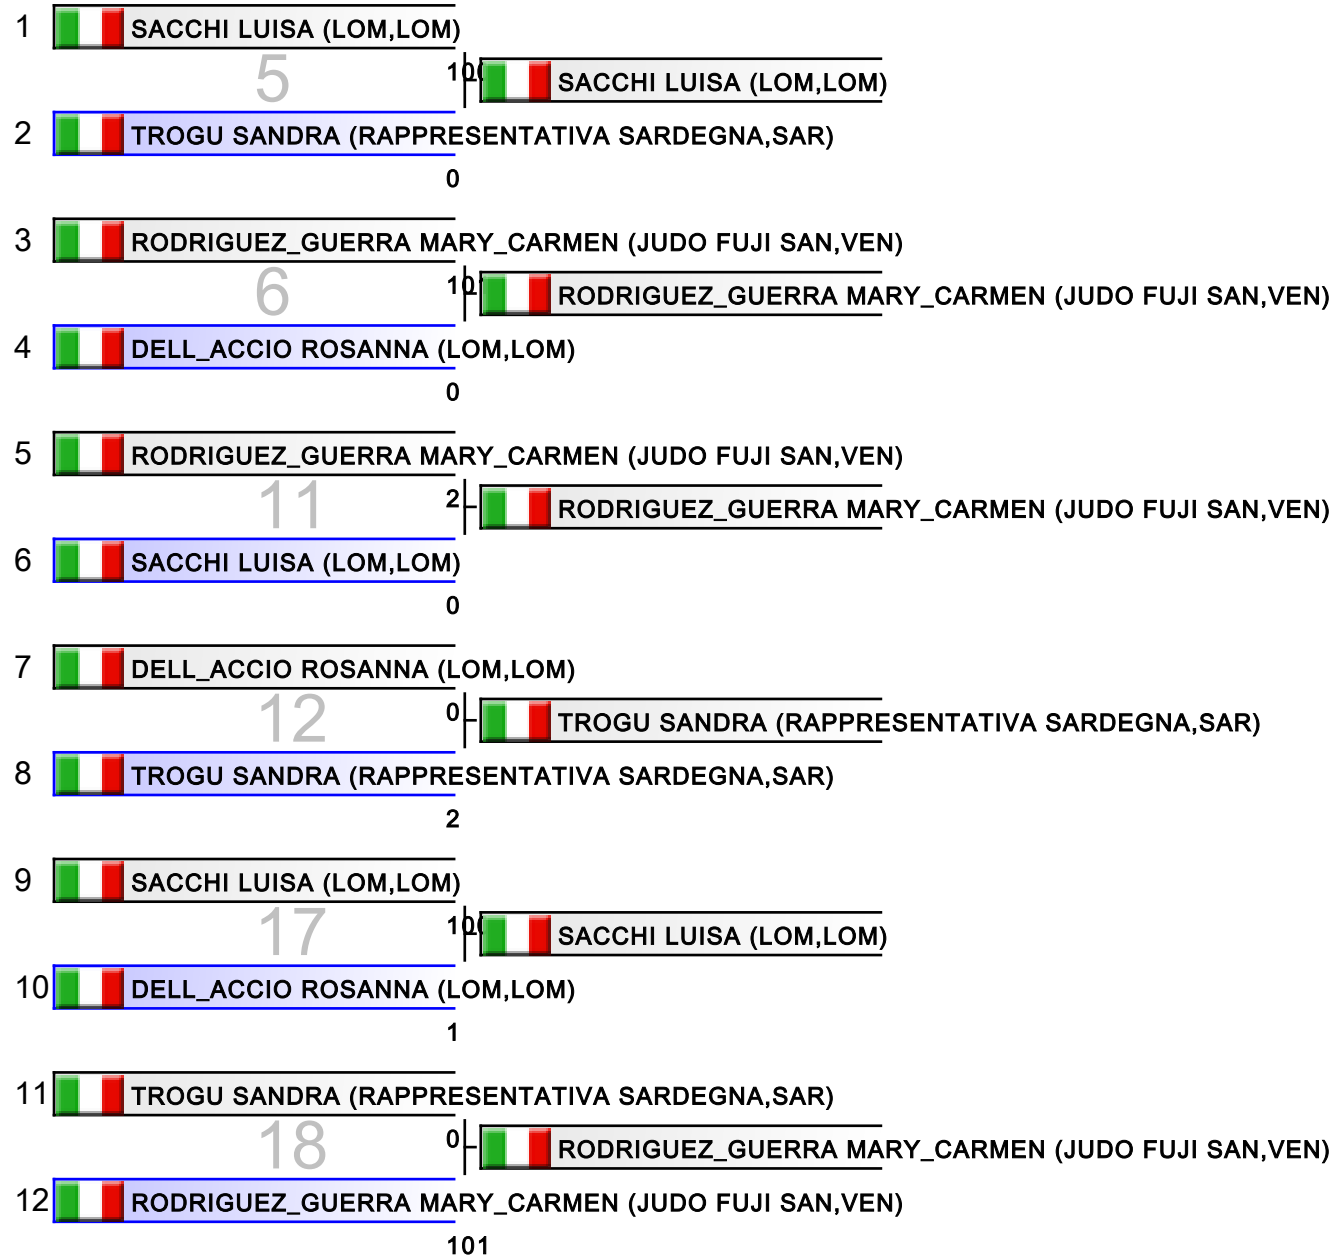 1 SACCHI LUISA (LOM,LOM)
5
SACCHI LUISA (LOM,LOM)
2 TROGU SANDRA (RAPPRESENTATIVA SARDEGNA,SAR)
0
3 RODRIGUEZ_GUERRA MARY_CARMEN (JUDO FUJI SAN,VEN)
6
RODRIGUEZ_GUERRA MARY_CARMEN (JUDO FUJI SAN,VEN)
4 DELL_ACCIO ROSANNA (LOM,LOM)
0
5 RODRIGUEZ_GUERRA MARY_CARMEN (JUDO FUJI SAN,VEN)
11 2
RODRIGUEZ_GUERRA MARY_CARMEN (JUDO FUJI SAN,VEN)
6 SACCHI LUISA (LOM,LOM)
0
7 DELL_ACCIO ROSANNA (LOM,LOM)
12 0
TROGU SANDRA (RAPPRESENTATIVA SARDEGNA,SAR)
8 TROGU SANDRA (RAPPRESENTATIVA SARDEGNA,SAR)
2
9 SACCHI LUISA (LOM,LOM)
17
SACCHI LUISA (LOM,LOM)
10 DELL_ACCIO ROSANNA (LOM,LOM)
1
11 TROGU SANDRA (RAPPRESENTATIVA SARDEGNA,SAR)
18 0
RODRIGUEZ_GUERRA MARY_CARMEN (JUDO FUJI SAN,VEN)
12 RODRIGUEZ_GUERRA MARY_CARMEN (JUDO FUJI SAN,VEN)
101